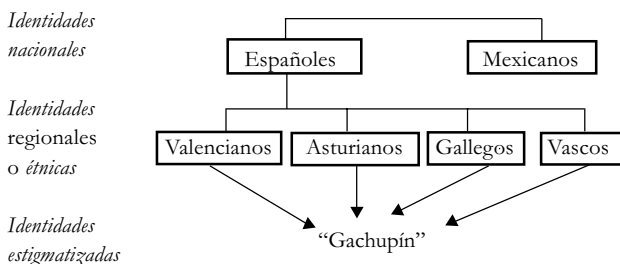 Identidades
nacionales
Españoles
Mexicanos
Identidades
regionales
o étnicas
Valencianos
Asturianos
Gallegos
Vascos
Identidades
estigmatizadas
“Gachupín”